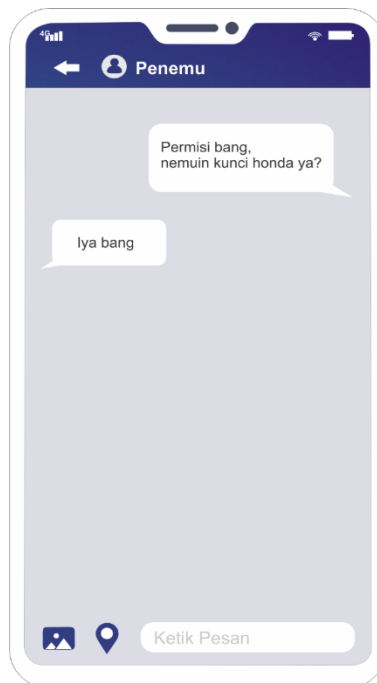 4G
Penemu
Permisi bang,
nemuin kunci honda ya?
Iya bang
Ketik Pesan